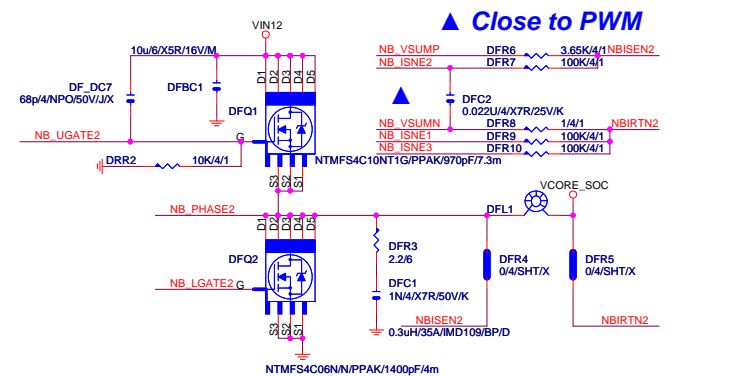 ▲ Close to PWM
VIN12
10u/6/X5R/16V/M
NB_VSUMP DFR6 3.65K/4/1 NBISEN2
NB_ISNE2 DFR7 100K/4/1
D1 D2 D3 D4 D5
DF_DC7 DFBC1
68p/4/NPO/50V/J/X
▲
DFC2
0.022U/4/X7R/25V/K
DFQ1
NB_VSUMN DFR8 1/4/1 NBIRTN2
NB_UGATE2 G
NB_ISNE1 DFR9 100K/4/1
NB_ISNE3 DFR10 100K/4/1
DRR2 10K/4/1
NTMFS4C10NT1G/PPAK/970pF/7.3m
S3 S2 S1
VCORE_SOC
NB_PHASE2 DFL1
D1 D2 D3 D4 D5
DFR3
2.2/6
DFQ2
DFR4
0/4/SHT/X
DFR5
0/4/SHT/X
NB_LGATE2 G
DFC1
1N/4/X7R/50V/K
S3 S2 S1
NBISEN2 NBIRTN2
0.3uH/35A/IMD109/BP/D
NTMFS4C06N/N/PPAK/1400pF/4m